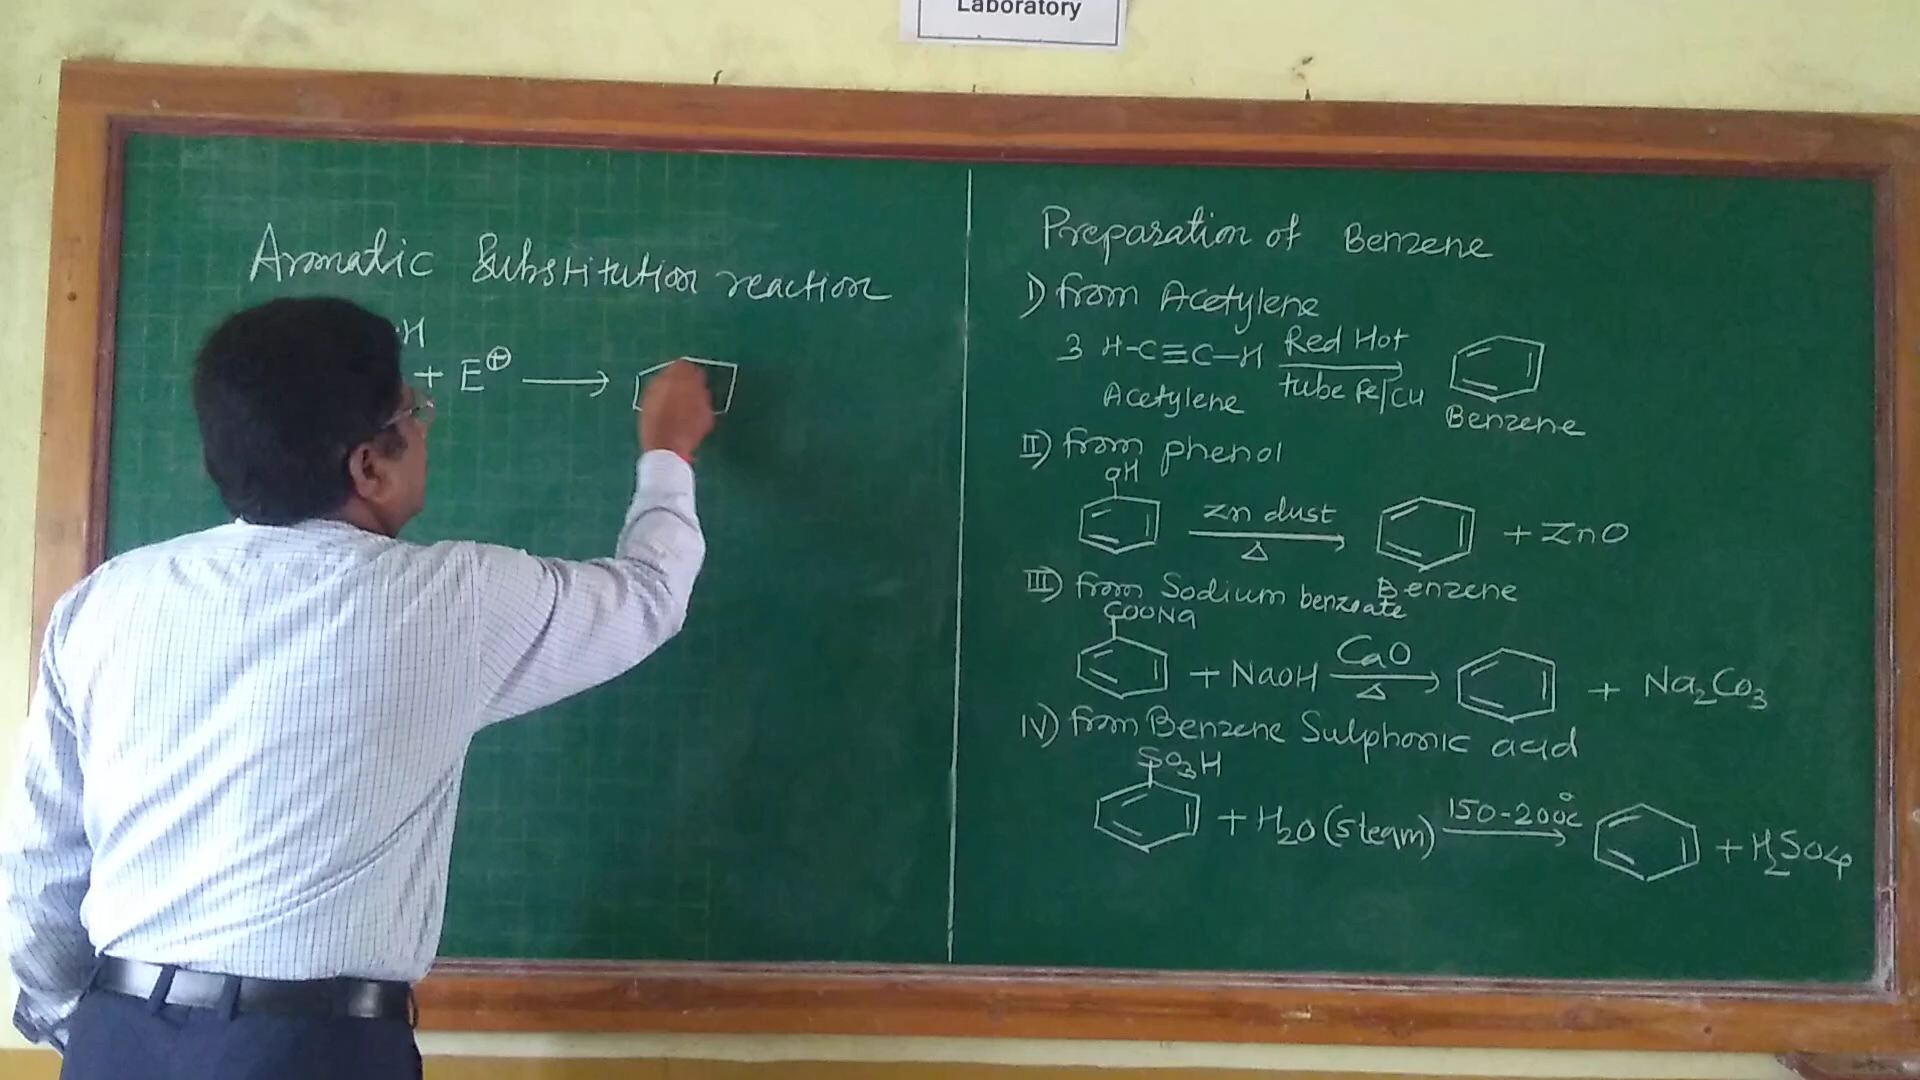 Laboratory
Aromatic Substitution reaction
H
+ E⊕ ⟶
Preparation of Benzene
I) from Acetylene
3 H-C≡C-H Red Hot
tube Fe/Cu
Acetylene
Benzene
II) from phenol
OH
Zn dust
Δ
+ ZnO
Benzene
III) from Sodium benzoate
COONa
+ NaOH CaO
Δ
+ Na₂CO₃
IV) from Benzene Sulphonic acid
SO₃H
+ H₂O (steam) 150-200°C
+ H₂SO₄